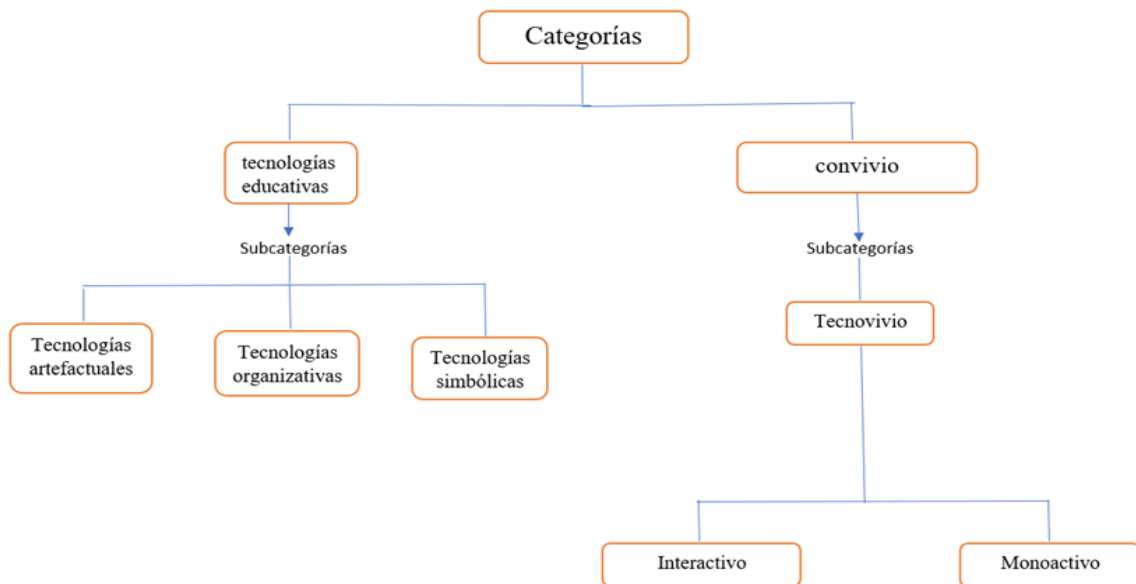 Categorías
tecnologías
educativas
convivio
Subcategorías
Subcategorías
Tecnovivio
Tecnologías
artefactuales
Tecnologías
organizativas
Tecnologías
simbólicas
Interactivo
Monoactivo